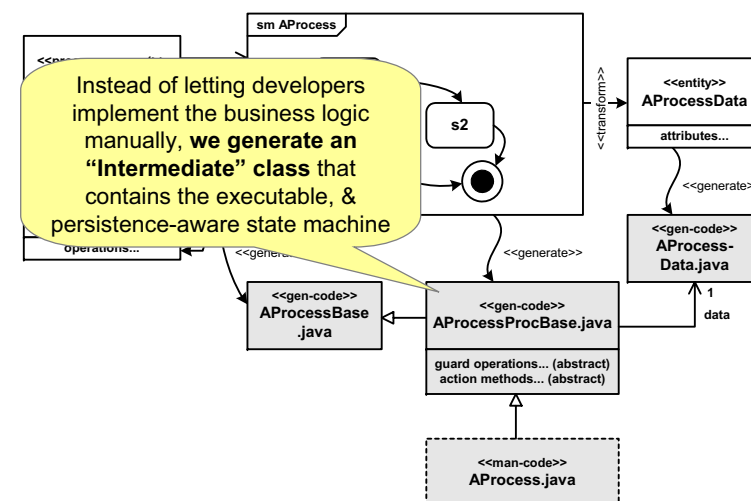 sm AProcess
Instead of letting developers
implement the business logic
manually, we generate an
“Intermediate” class that
contains the executable, &
persistence-aware state machine
s2
<<transform>>
<<entity>>
AProcessData
attributes...
operations...
<<generate>>
<<generate>>
<<gen-code>>
AProcess-
Data.java
<<gen-code>>
AProcessBase
.java
<<gen-code>>
AProcessProcBase.java
guard operations... (abstract)
action methods... (abstract)
1
data
<<man-code>>
AProcess.java